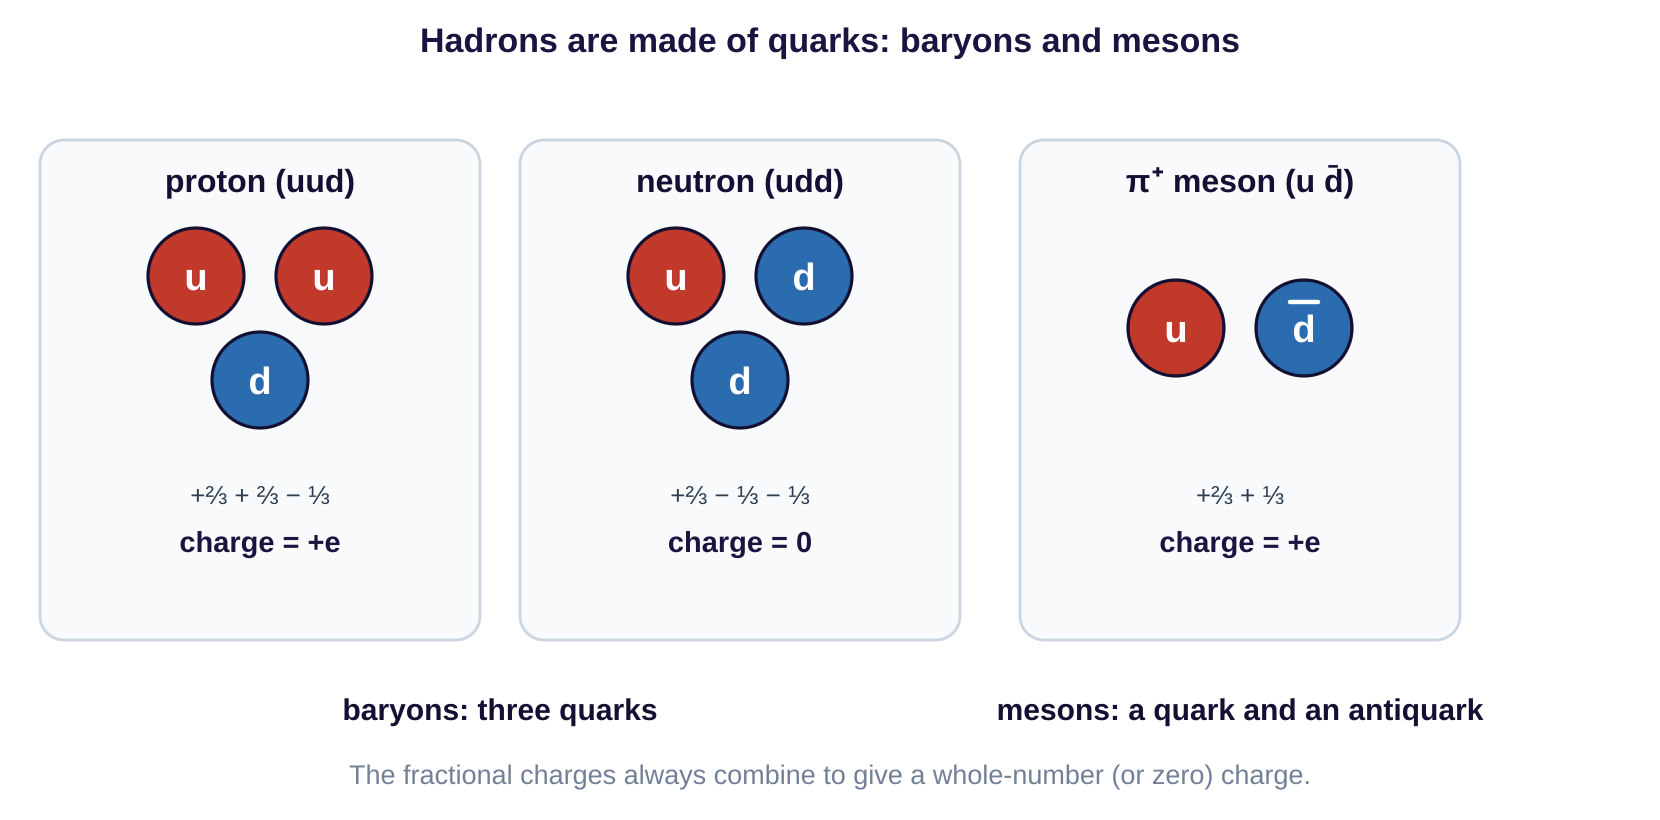 Hadrons are made of quarks: baryons and mesons
proton (uud)
u u
d
+⅔ + ⅔ − ⅓
charge = +e
neutron (udd)
u d
d
+⅔ − ⅓ − ⅓
charge = 0
π⁺ meson (u d̄)
u d̄
+⅔ + ⅓
charge = +e
baryons: three quarks
mesons: a quark and an antiquark
The fractional charges always combine to give a whole-number (or zero) charge.